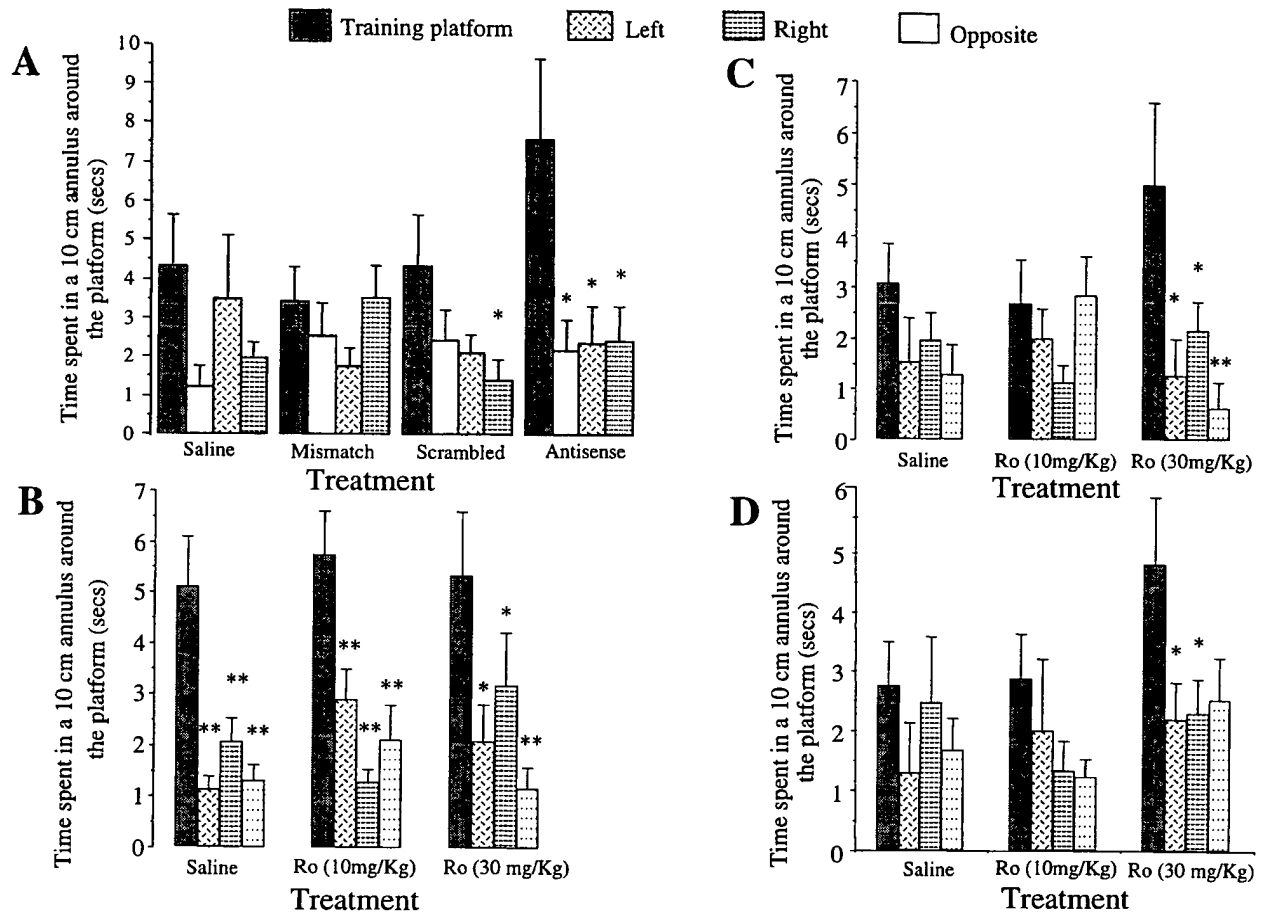 Training platform
Left
Right
Opposite
A
Time spent in a 10 cm annulus around
the platform (secs)
10
9
8
7
6
5
4
3
2
1
0
*
*
*
*
Saline
Mismatch
Scrambled
Antisense
Treatment
C
Time spent in a 10 cm annulus around
the platform (secs)
7
6
5
4
3
2
1
0
*
*
**
Saline
Ro (10mg/Kg)
Ro (30mg/Kg)
Treatment
B
Time spent in a 10 cm annulus around
the platform (secs)
7
6
5
4
3
2
1
0
**
**
**
**
**
**
*
*
**
Saline
Ro (10mg/Kg)
Ro (30 mg/Kg)
Treatment
D
Time spent in a 10 cm annulus around
the platform (secs)
6
5
4
3
2
1
0
*
*
Saline
Ro (10mg/Kg)
Ro (30 mg/Kg)
Treatment